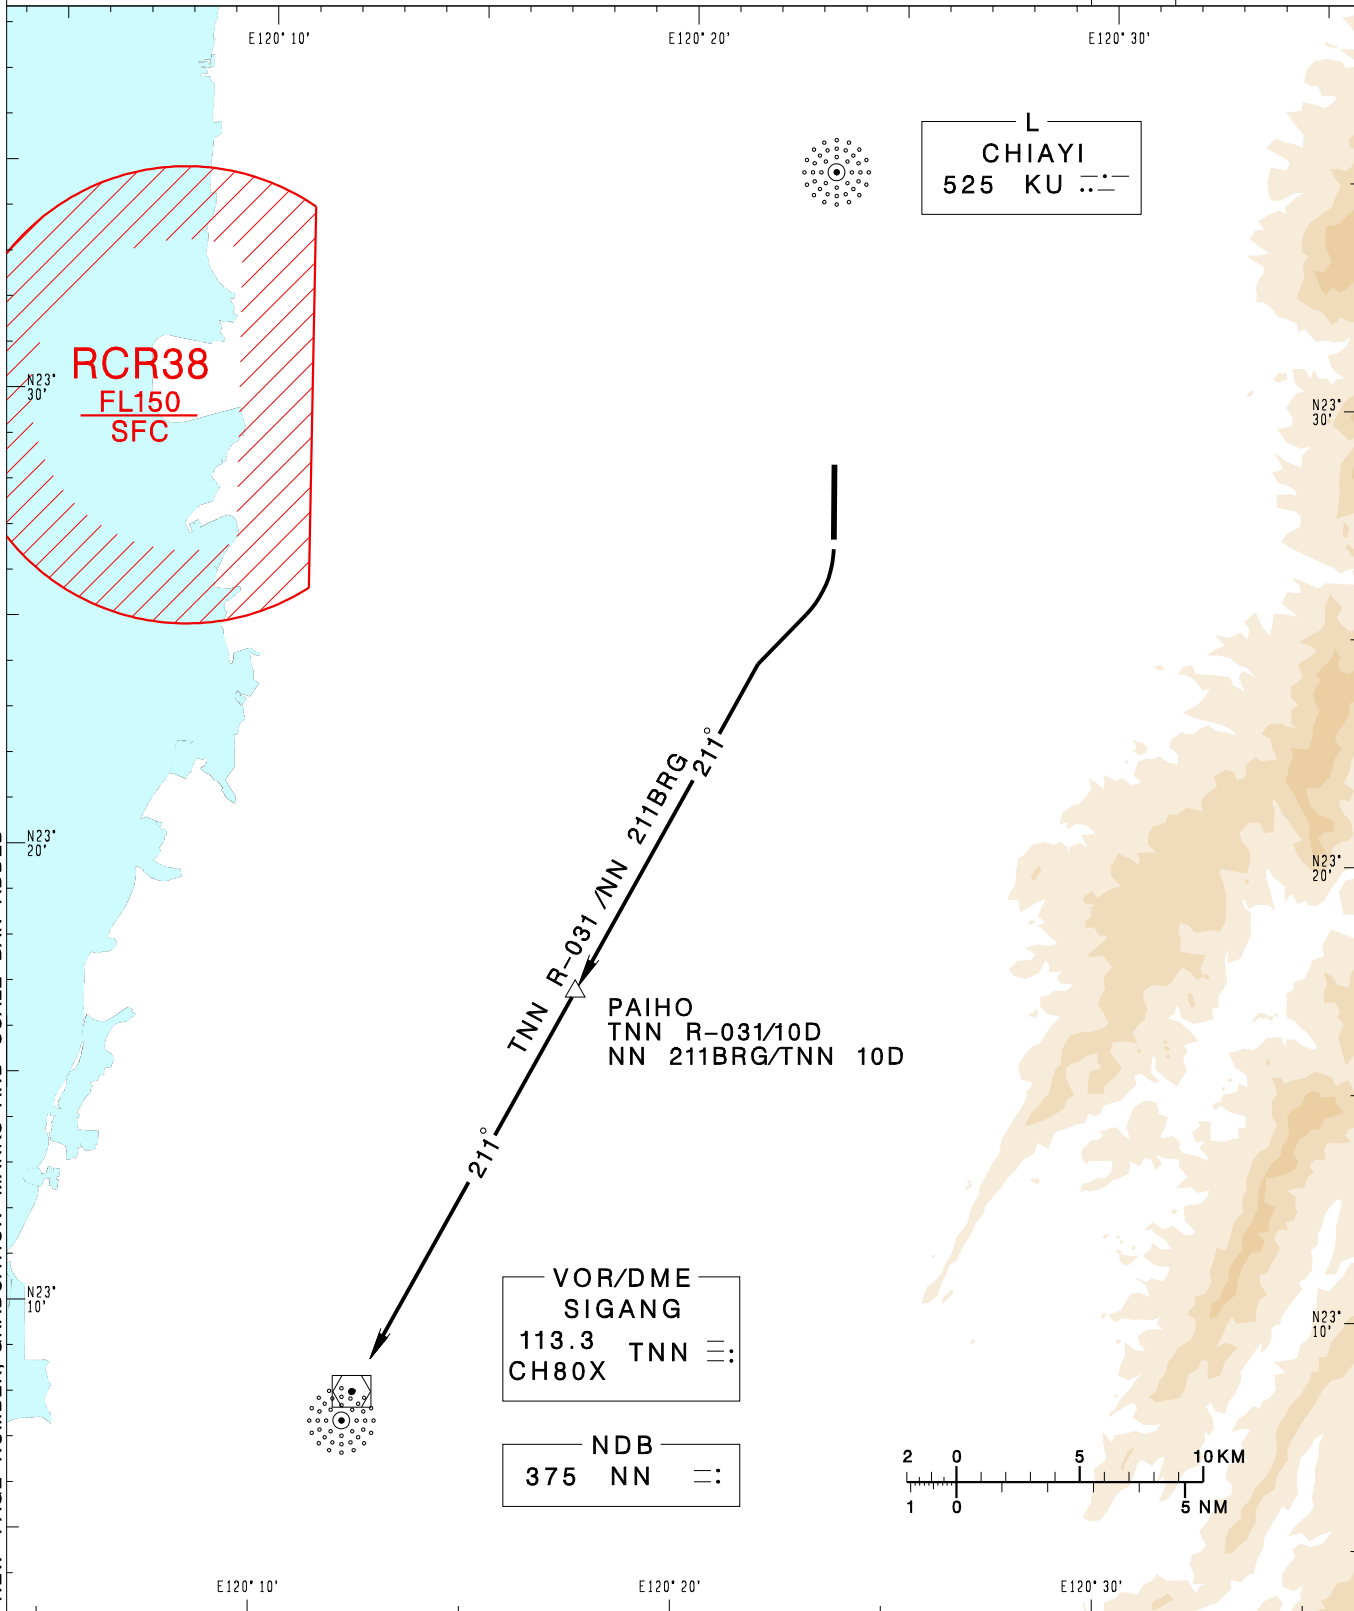 E120° 10'
E120° 20'
E120° 30'
L
CHIAYI
525 KU
RCR38
FL150
SFC
N23°
30'
N23°
30'
211°
TNN R-031 /NN 211BRG
N23°
20'
N23°
20'
PAIHO
TNN R-031/10D
NN 211BRG/TNN 10D
211°
N23°
10'
N23°
10'
VOR/DME
SIGANG
113.3 TNN
CH80X
NDB
375 NN
2 0 5 10 KM
1 0 5 NM
E120° 10'
E120° 20'
E120° 30'